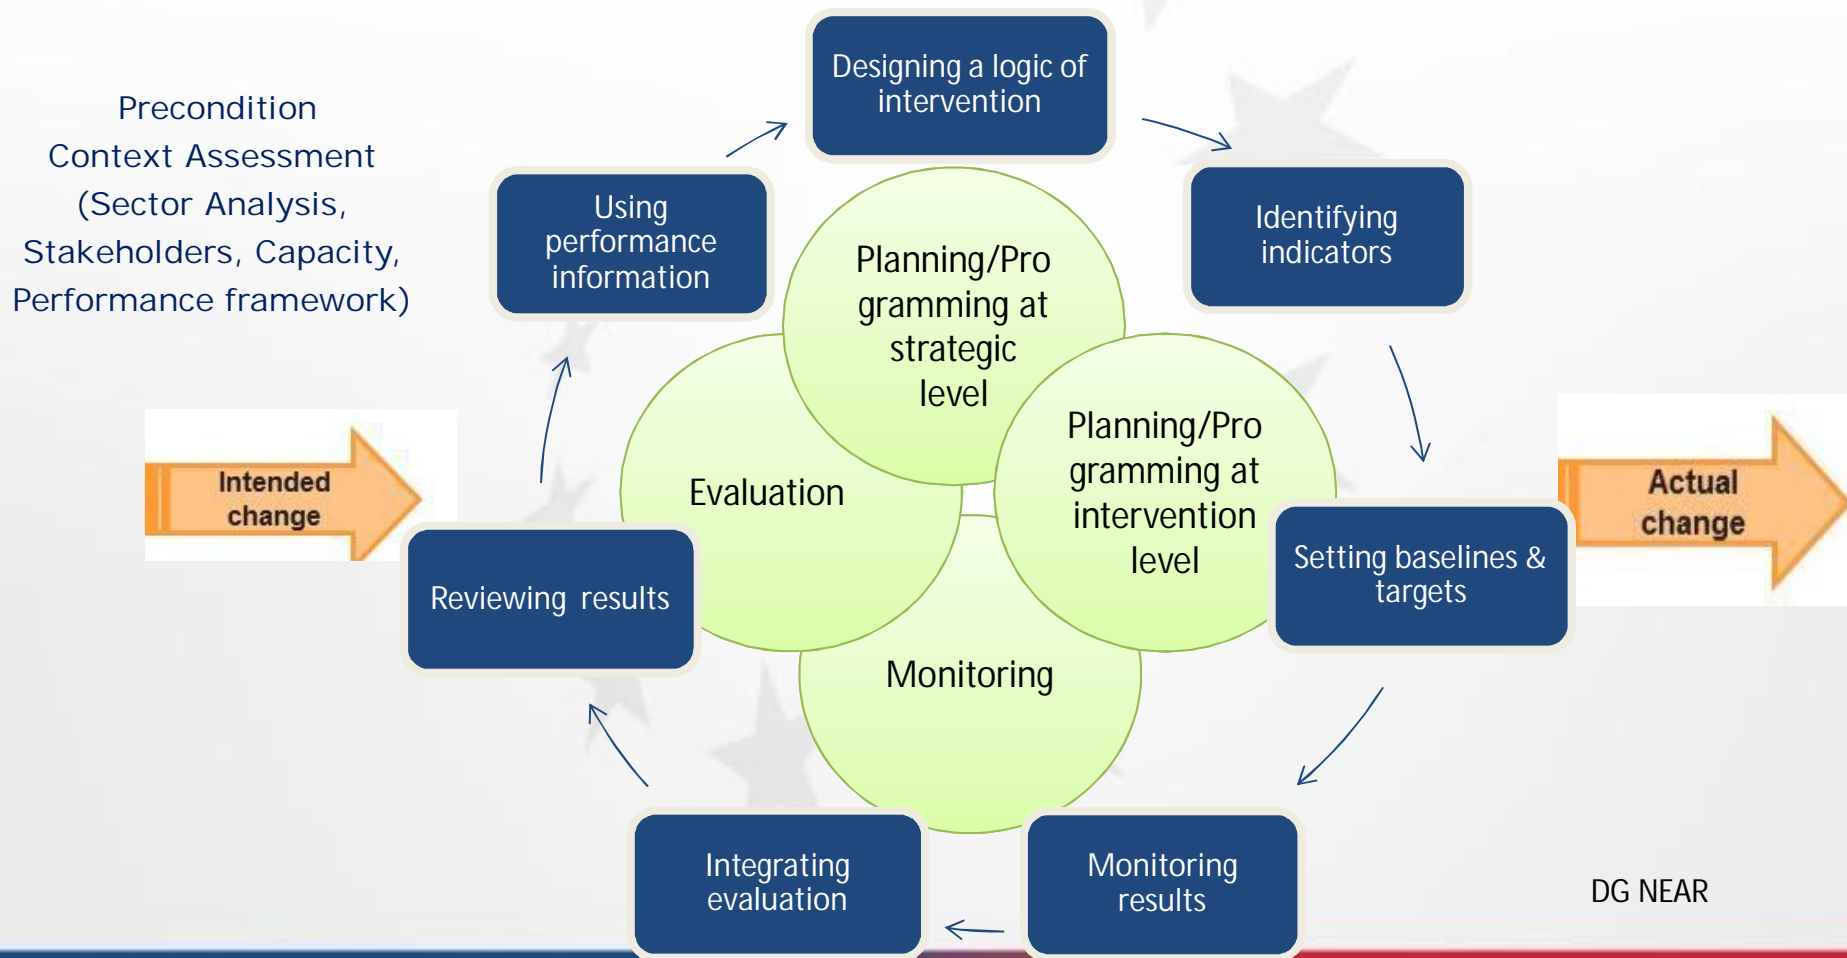 Precondition
Context Assessment
(Sector Analysis,
Stakeholders, Capacity,
Performance framework)
Designing a logic of
intervention
Identifying
indicators
Setting baselines &
targets
Monitoring
results
Integrating
evaluation
Reviewing results
Using
performance
information
Planning/Pro
gramming at
strategic
level
Planning/Pro
gramming at
intervention
level
Monitoring
Evaluation
Intended
change
Actual
change
DG NEAR